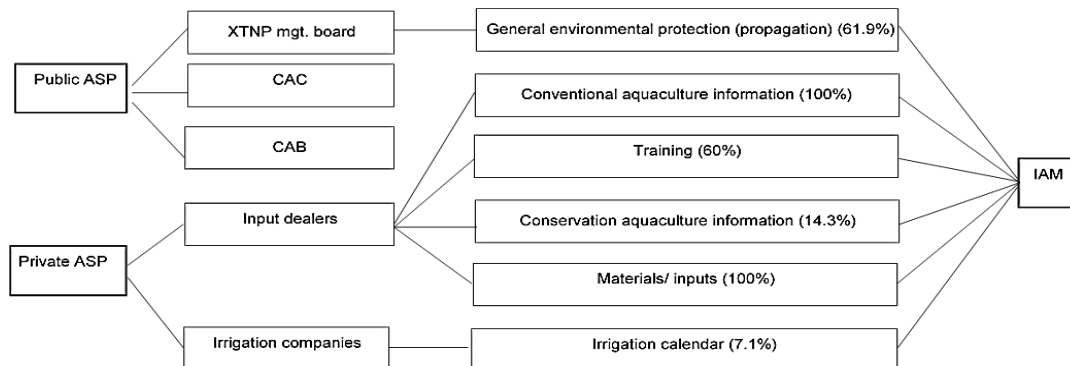 XTNP mgt. board
General environmental protection (propagation) (61.9%)
Public ASP
CAC
Conventional aquaculture information (100%)
CAB
Training (60%)
IAM
Input dealers
Conservation aquaculture information (14.3%)
Private ASP
Materials/ inputs (100%)
Irrigation companies
Irrigation calendar (7.1%)